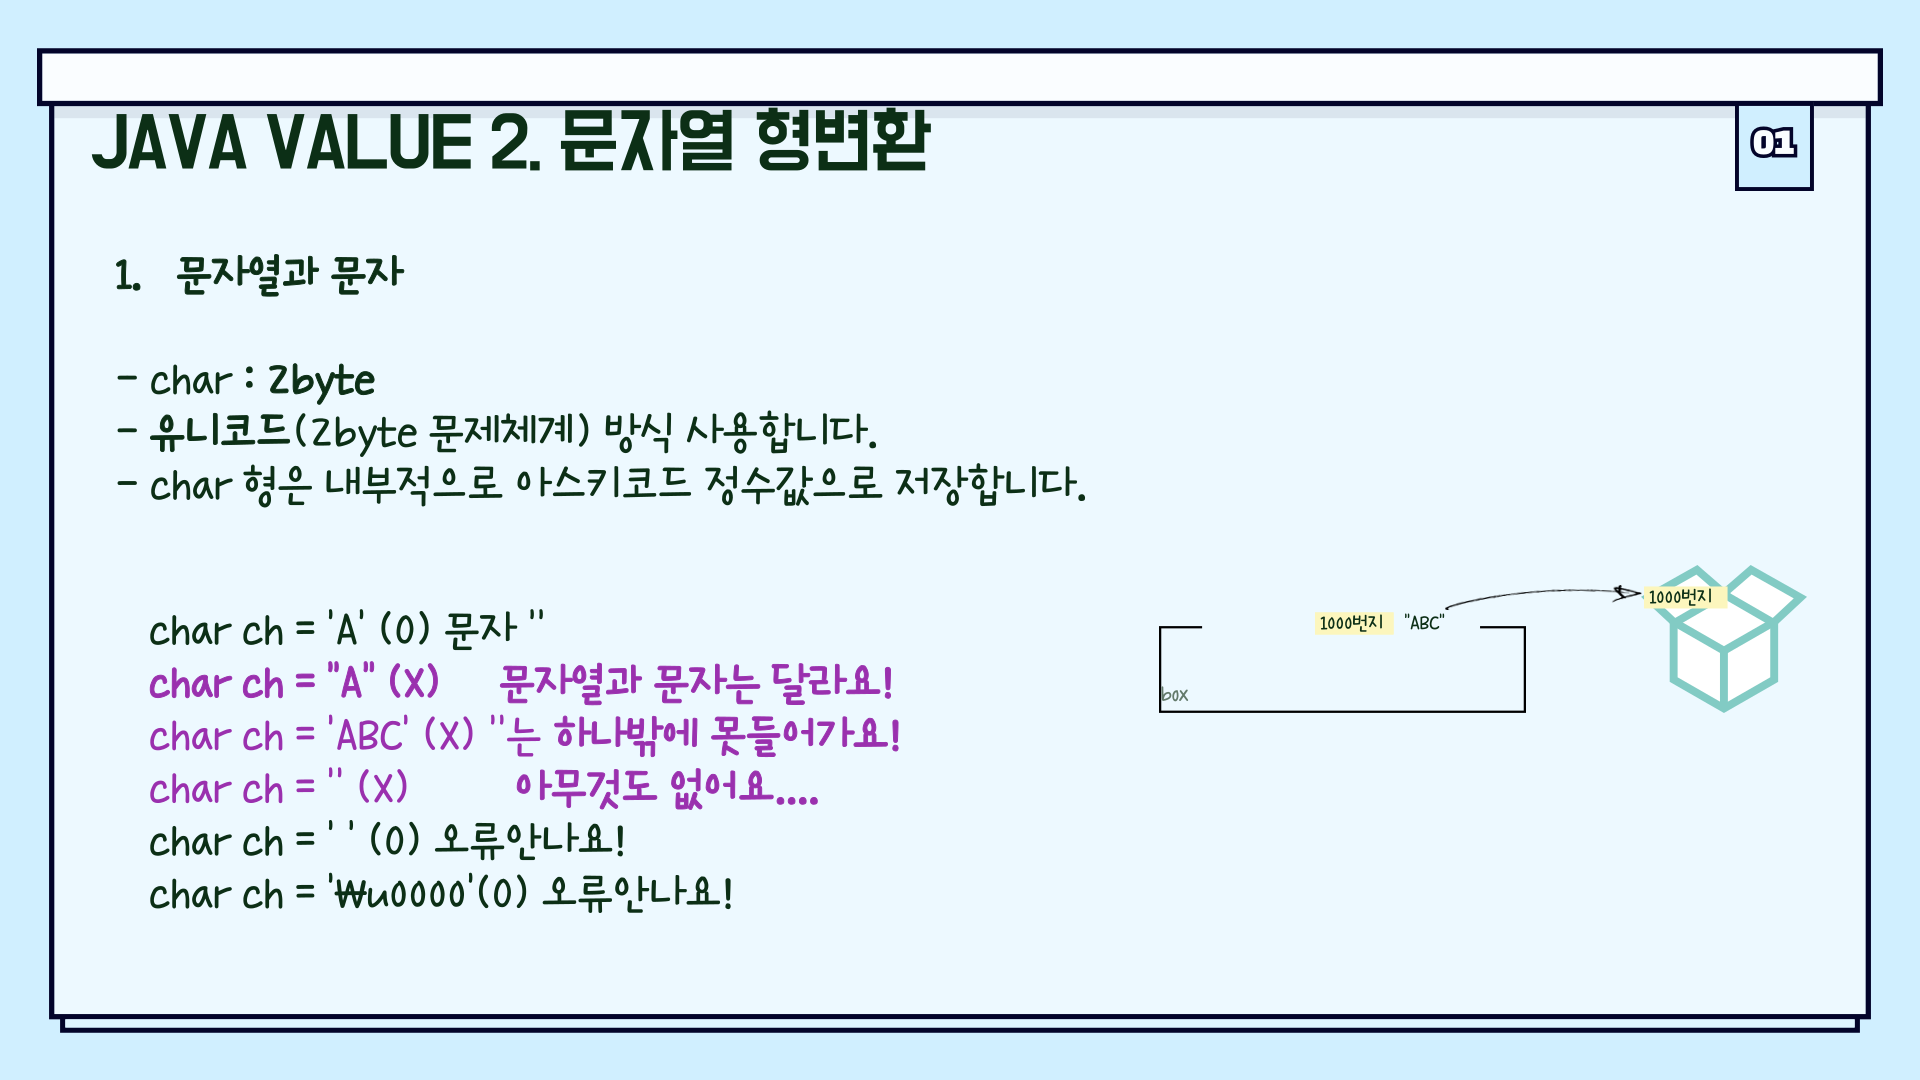 JAVA VALUE 2. 문자열 형변환
01
1. 문자열과 문자
- char : 2byte
- 유니코드(2byte 문제체계) 방식 사용합니다.
- char 형은 내부적으로 아스키코드 정수값으로 저장합니다.
char ch = 'A' (O) 문자 ''
char ch = "A" (X) 문자열과 문자는 달라요!
char ch = 'ABC' (X) ''는 하나밖에 못들어가요!
char ch = '' (X) 아무것도 없어요....
char ch = ' ' (O) 오류안나요!
char ch = '₩u0000'(O) 오류안나요!
1000번지 "ABC"
box
1000번지